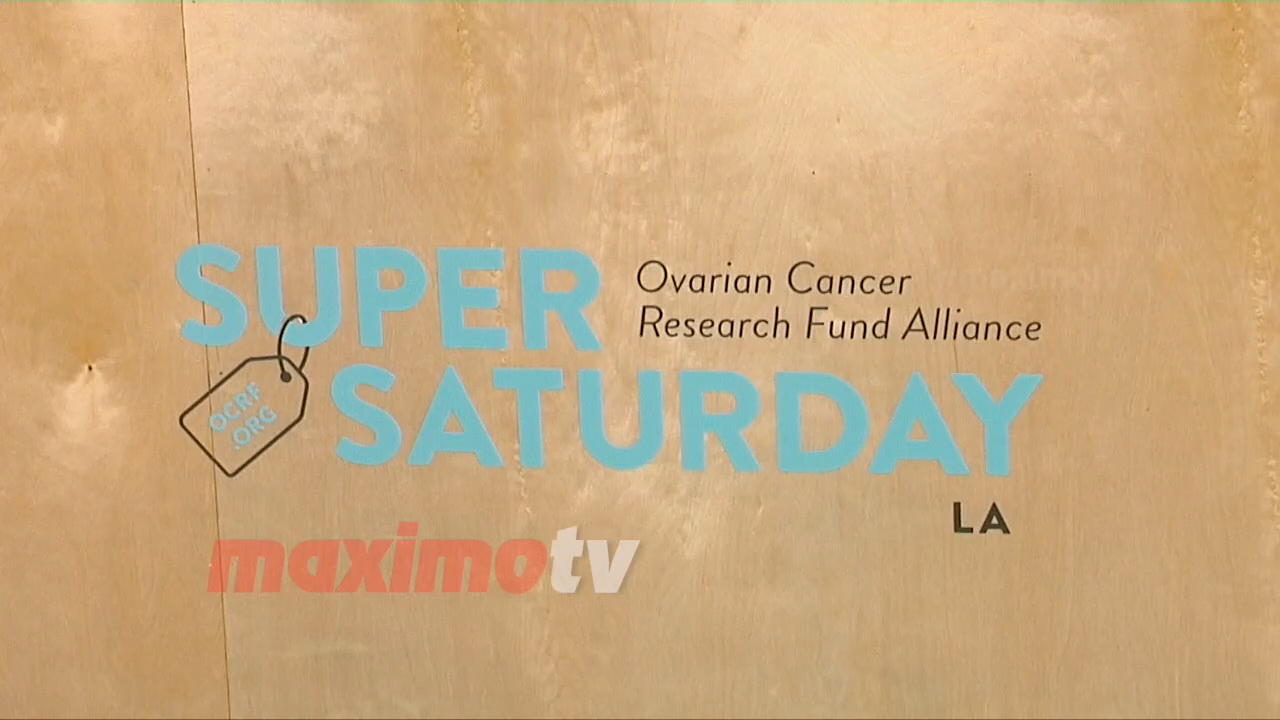 SUPER
Ovarian Cancer
Research Fund Alliance
OCRF
.ORG
SATURDAY
LA
maximotv